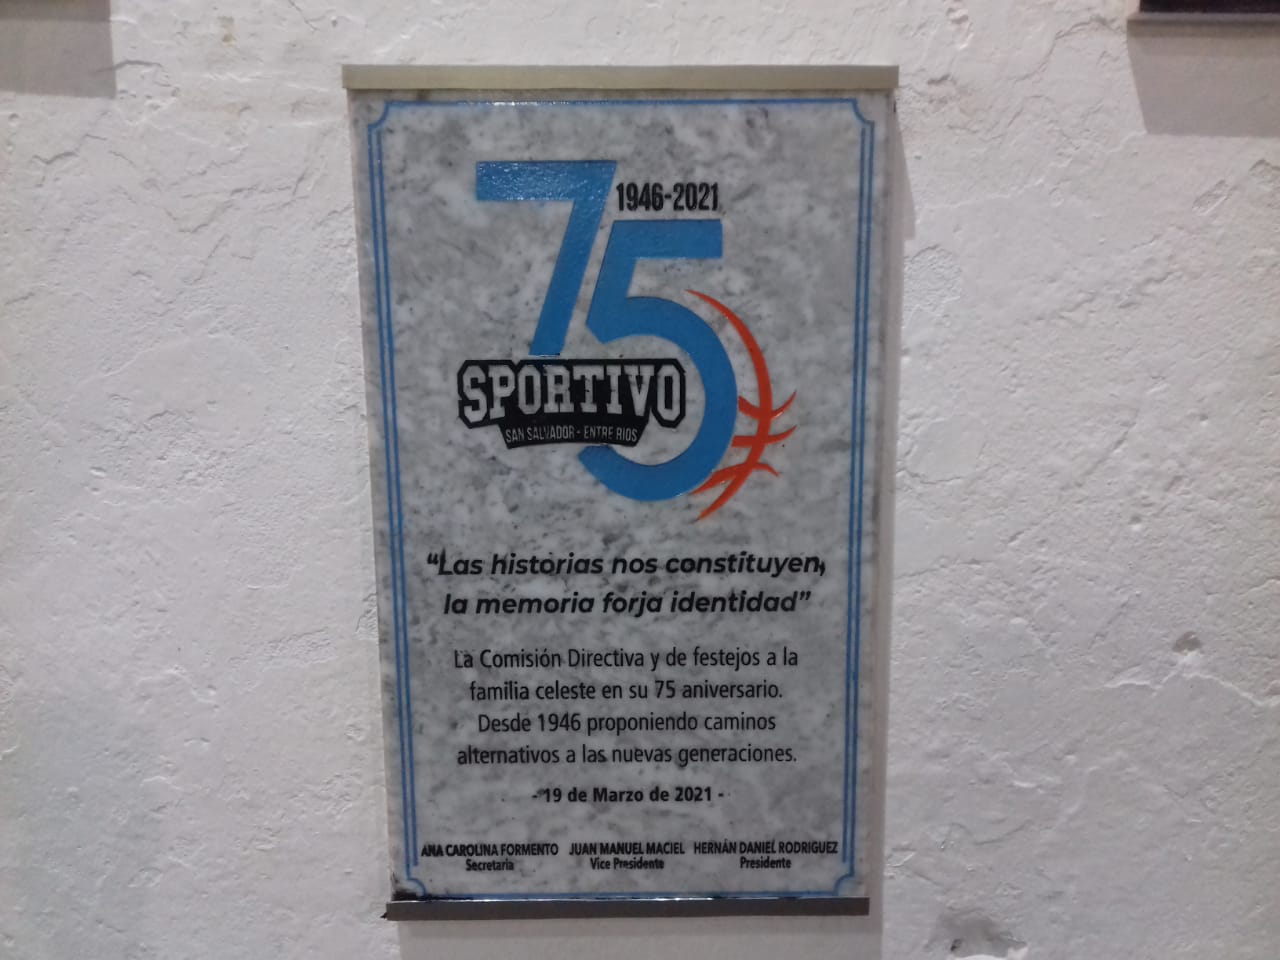 75
1946-2021
SPORTIVO
SAN SALVADOR - ENTRE RIOS
“Las historias nos constituyen,
la memoria forja identidad”
La Comisión Directiva y de festejos a la
familia celeste en su 75 aniversario.
Desde 1946 proponiendo caminos
alternativos a las nuevas generaciones.
- 19 de Marzo de 2021 -
ANA CAROLINA FORMENTO JUAN MANUEL MACIEL HERNÁN DANIEL RODRIGUEZ
Secretaria Vice Presidente Presidente